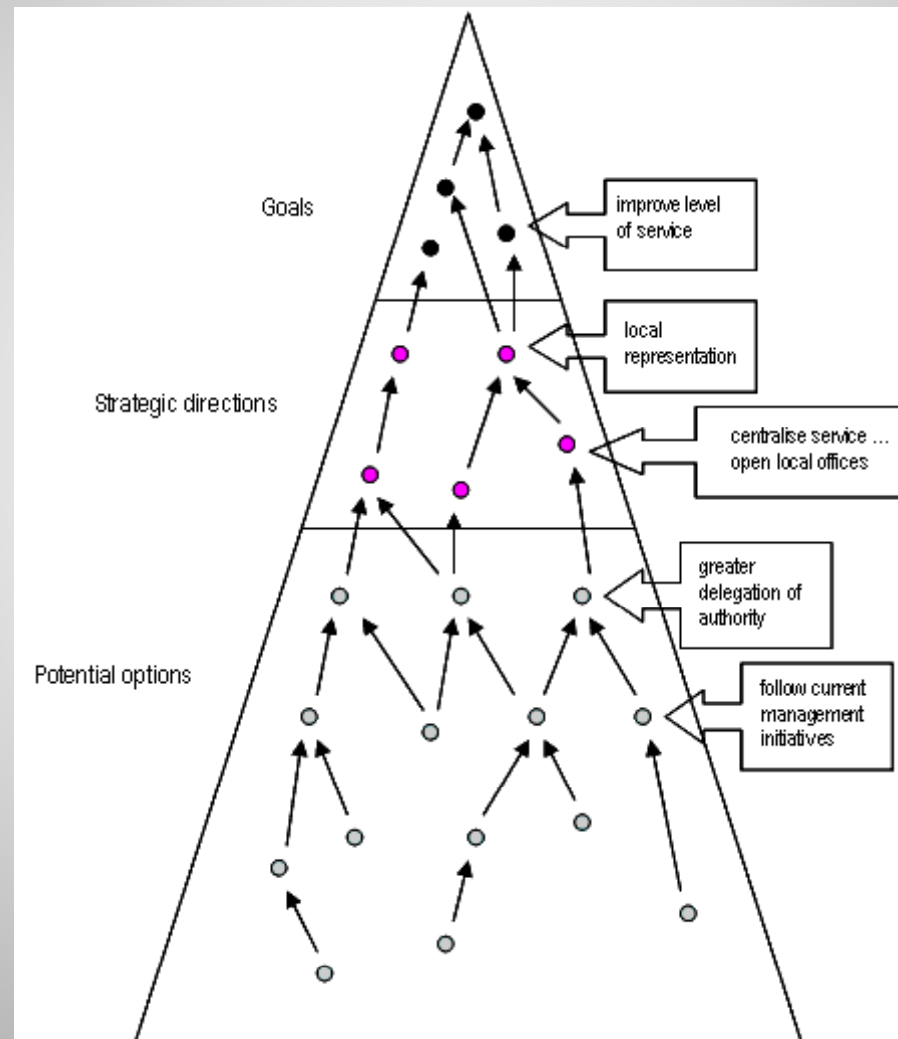 Goals
improve level
of service
local
representation
Strategic directions
centralise service ...
open local offices
greater
delegation of
authority
Potential options
follow current
management
initiatives